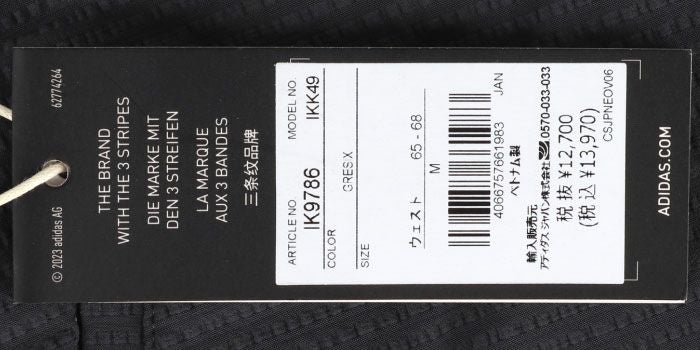 62774264
© 2023 adidas AG
THE BRAND
WITH THE 3 STRIPES
DIE MARKE MIT
DEN 3 STREIFEN
LA MARQUE
AUX 3 BANDES
三条纹品牌
ARTICLE NO. MODEL NO.
IK9786 IKK49
COLOR
GRESIX
SIZE
ウェスト 65 - 68
M
4066757661983 JAN
ベトナム製
輸入販売元
アディダス ジャパン株式会社 0570-033-033
税 抜 ¥12,700
(税 込 ¥13,970)
CSJPNEOV06
ADIDAS.COM